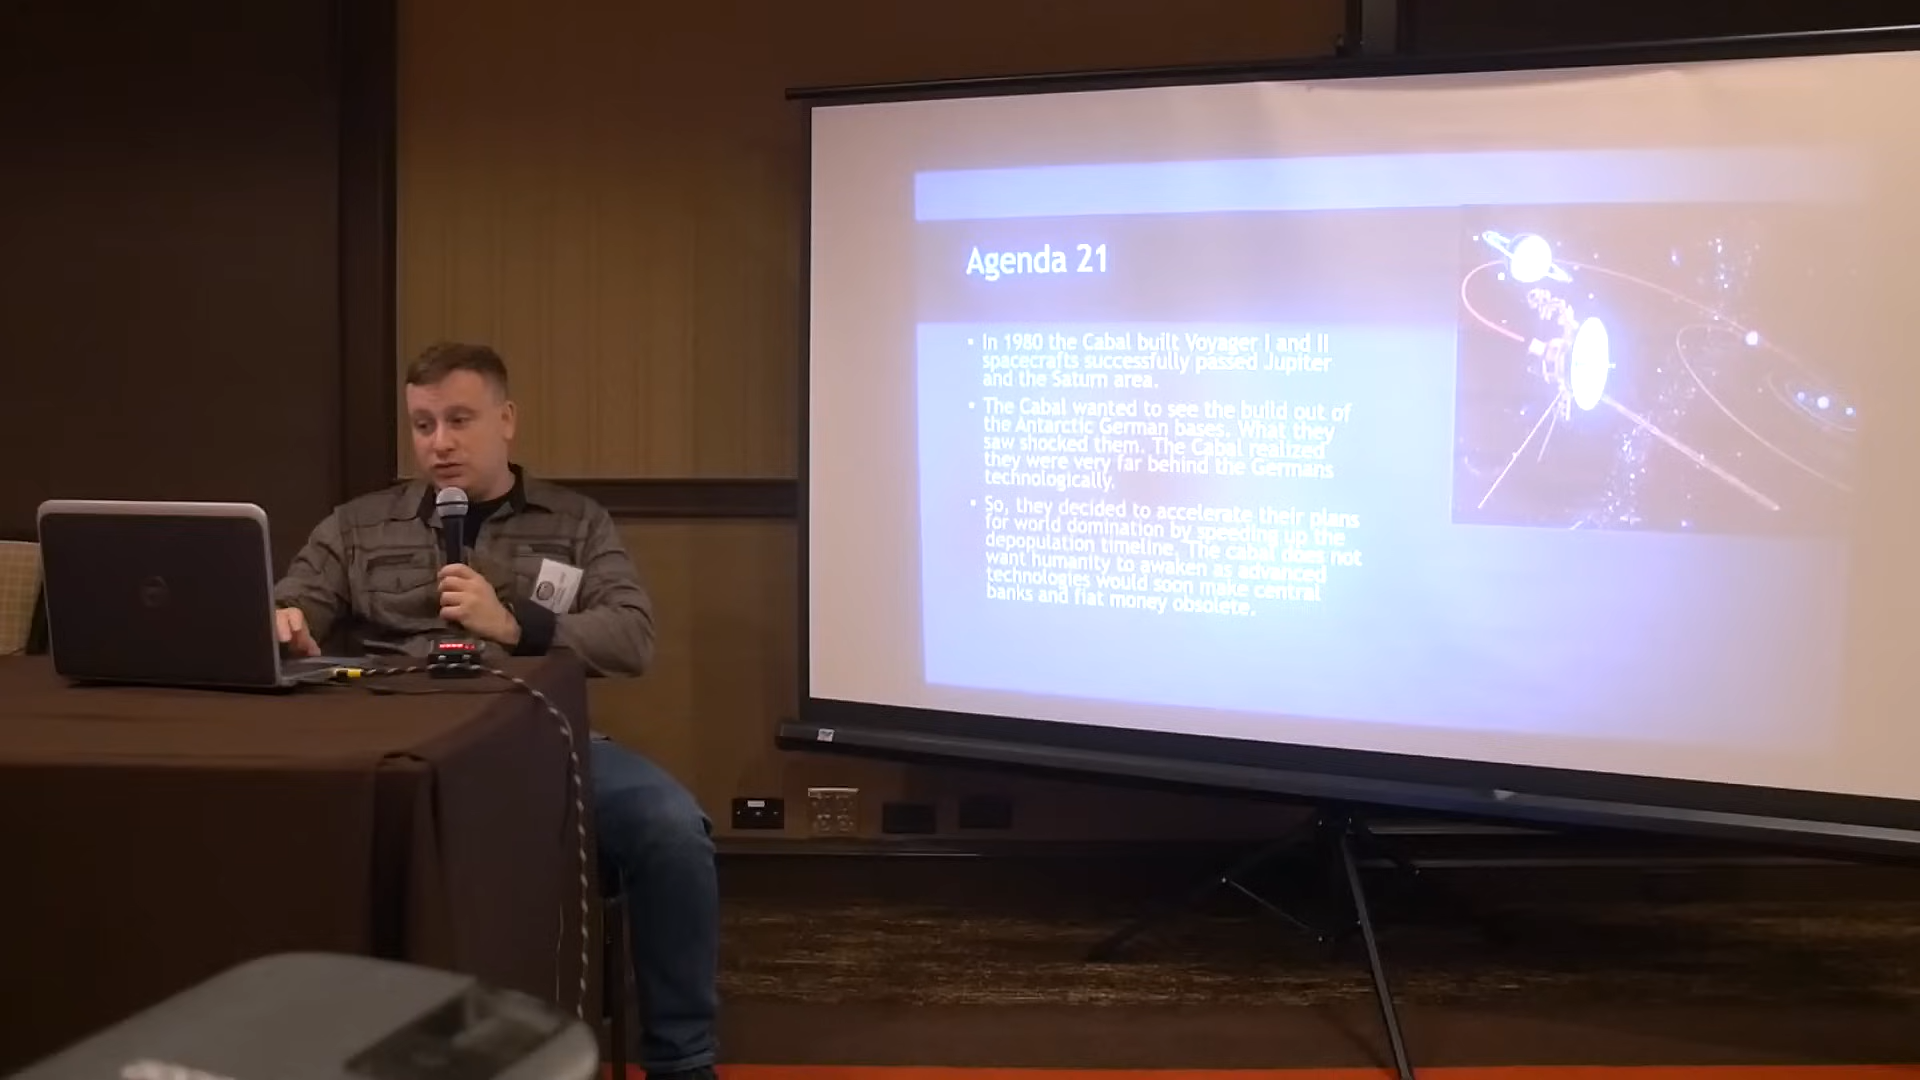 Agenda 21
• In 1980 the Cabal built Voyager I and II
spacecrafts successfully passed Jupiter
and the Saturn area.
• The Cabal wanted to see the build out of
the Antarctic German bases. What they
saw shocked them. The Cabal realized
they were very far behind the Germans
technologically.
• So, they decided to accelerate their plans
for world domination by speeding up the
depopulation timeline. The cabal does not
want humanity to awaken as advanced
technologies would soon make central
banks and fiat money obsolete.